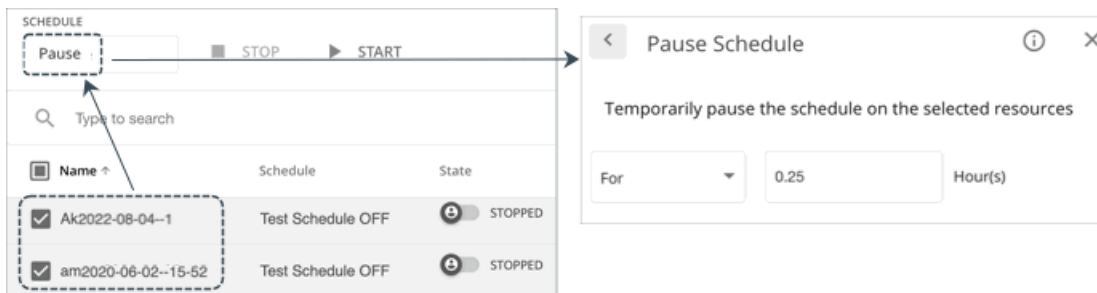 SCHEDULE
Pause
STOP
START
Type to search
Name ↑
Schedule
State
Ak2022-08-04--1
Test Schedule OFF
STOPPED
am2020-06-02--15-52
Test Schedule OFF
STOPPED
Pause Schedule
Temporarily pause the schedule on the selected resources
For
0.25
Hour(s)